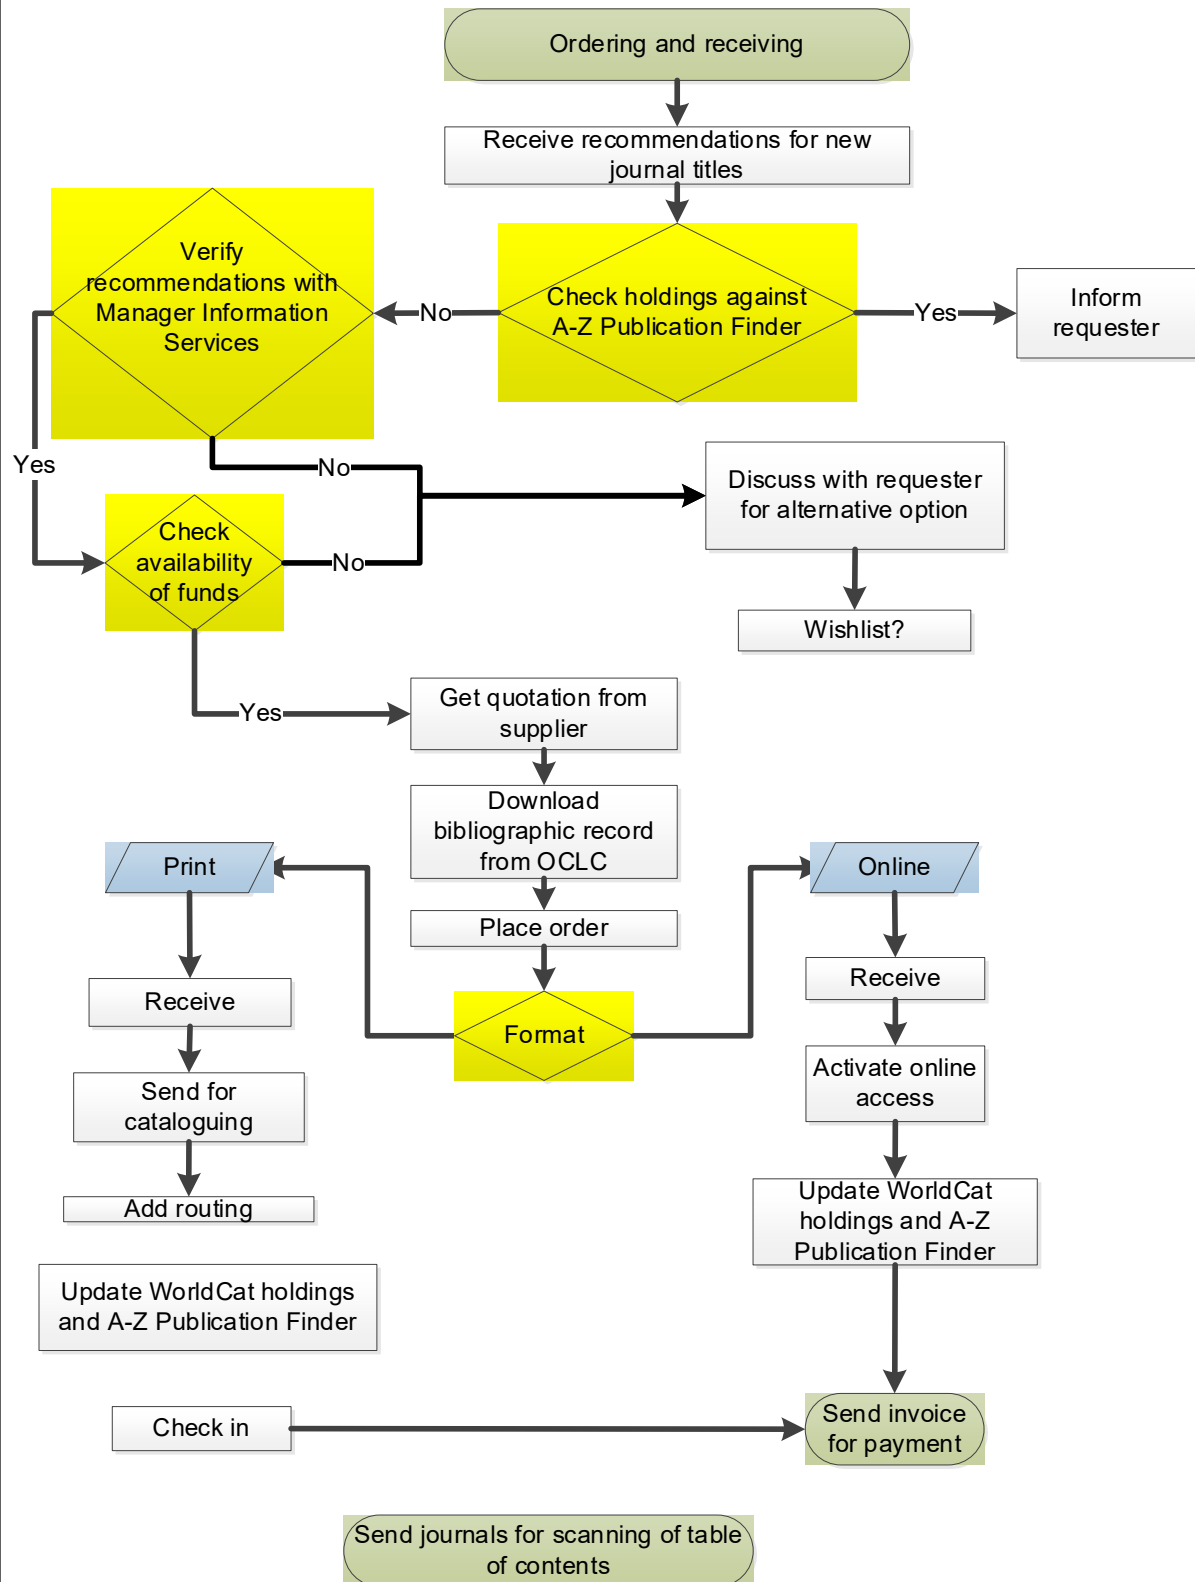 Ordering and receiving
Receive recommendations for new
journal titles
Verify
recommendations with
Manager Information
Services
No
Check holdings against
A-Z Publication Finder
Yes
Inform
requester
Yes
No
Discuss with requester
for alternative option
Check
availability
of funds
No
Wishlist?
Yes
Get quotation from
supplier
Download
bibliographic record
from OCLC
Print
Online
Place order
Receive
Format
Receive
Send for
cataloguing
Activate online
access
Add routing
Update WorldCat
holdings and A-Z
Publication Finder
Update WorldCat holdings
and A-Z Publication Finder
Check in
Send invoice
for payment
Send journals for scanning of table
of contents